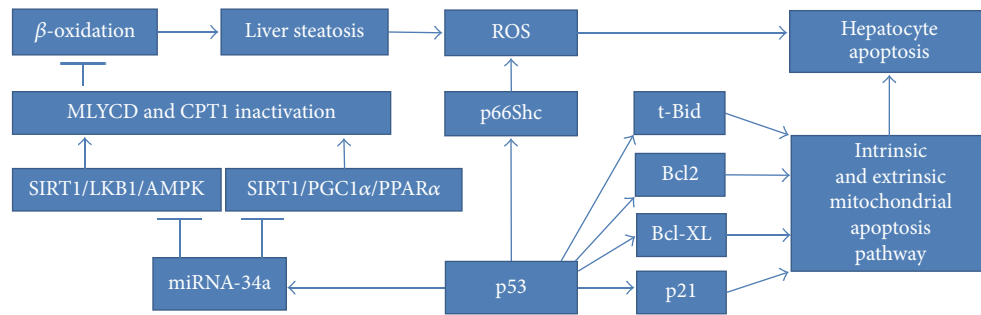 β-oxidation
Liver steatosis
ROS
Hepatocyte
apoptosis
MLYCD and CPT1 inactivation
p66Shc
t-Bid
SIRT1/LKB1/AMPK
SIRT1/PGC1α/PPARα
Bcl2
Bcl-XL
Intrinsic
and extrinsic
mitochondrial
apoptosis
pathway
miRNA-34a
p53
p21